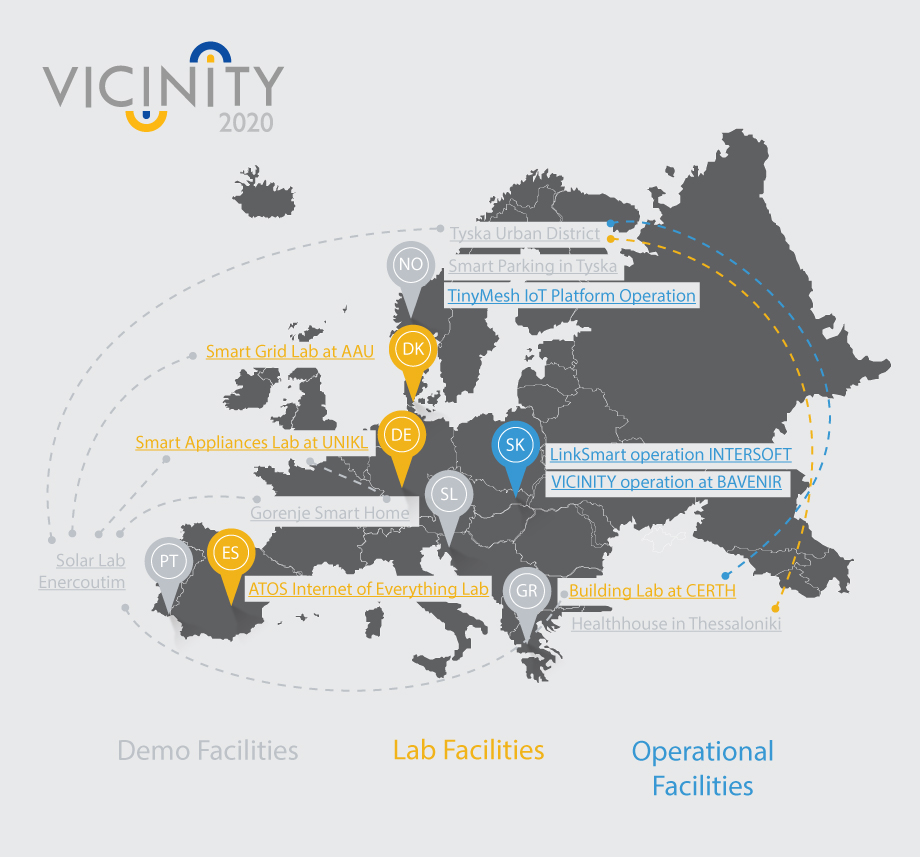 VICINITY
2020
Tyska Urban District
NO
Smart Parking in Tyska
TinyMesh IoT Platform Operation
Smart Grid Lab at AAU
DK
Smart Appliances Lab at UNIKL
DE
SK
LinkSmart operation INTERSOFT
VICINITY operation at BAVENIR
SL
Gorenje Smart Home
Solar Lab
Enercoutim
PT
ES
ATOS Internet of Everything Lab
GR
Building Lab at CERTH
Healthhouse in Thessaloniki
Demo Facilities
Lab Facilities
Operational
Facilities